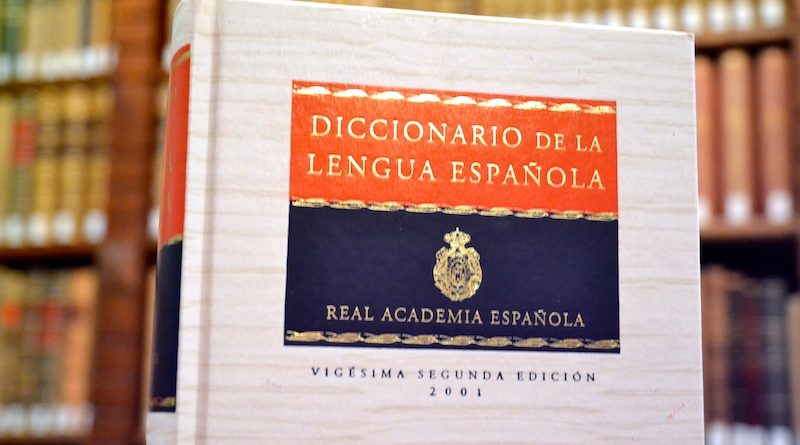 DICCIONARIO DE LA
LENGUA ESPAÑOLA
REAL ACADEMIA ESPAÑOLA
VIGÉSIMA SEGUNDA EDICIÓN
2001